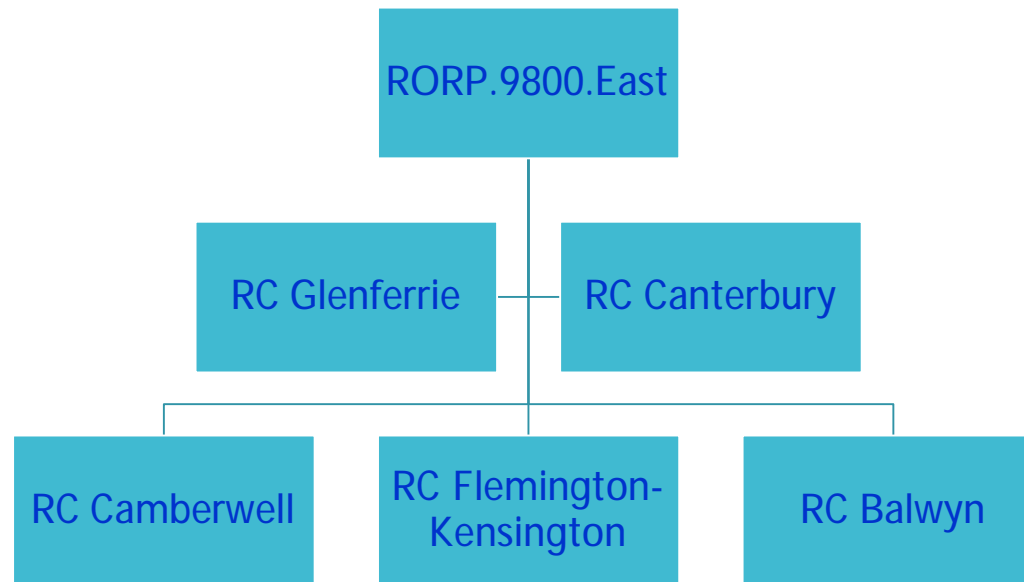 RORP.9800.East
RC Glenferrie
RC Canterbury
RC Camberwell
RC Flemington-
Kensington
RC Balwyn